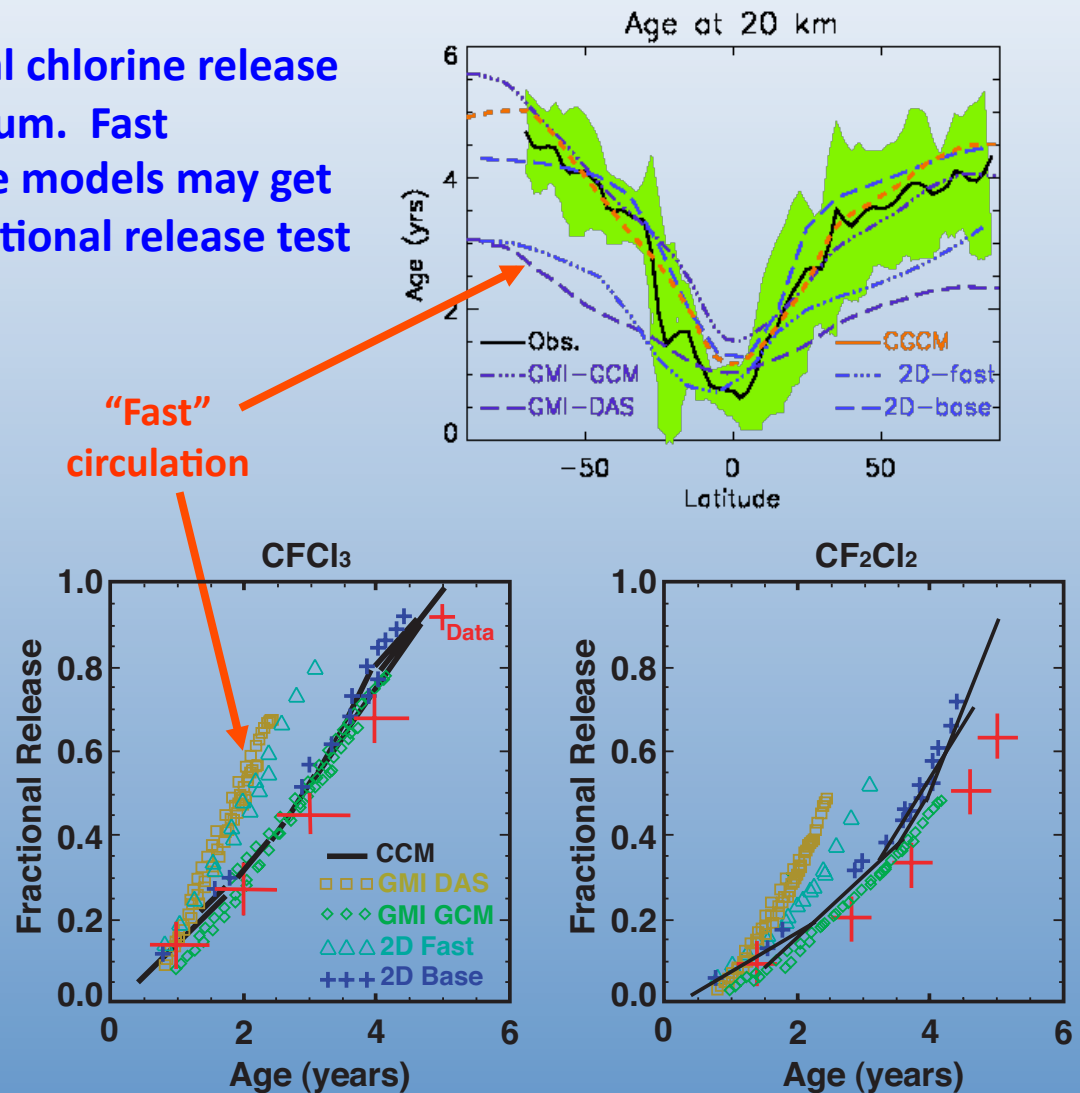 al chlorine release
um. Fast
e models may get
tional release test
Age at 20 km
6
4
2
0
Age (yrs)
Obs.
GMI-GCM
GMI-DAS
CGCM
2D-fast
2D-base
-50
0
50
Latitude
"Fast"
circulation
CFCl₃
1.0
0.8
0.6
0.4
0.2
0.0
Fractional Release
Data
CCM
GMI DAS
GMI GCM
2D Fast
2D Base
0
2
4
6
Age (years)
CF₂Cl₂
1.0
0.8
0.6
0.4
0.2
0.0
Fractional Release
0
2
4
6
Age (years)